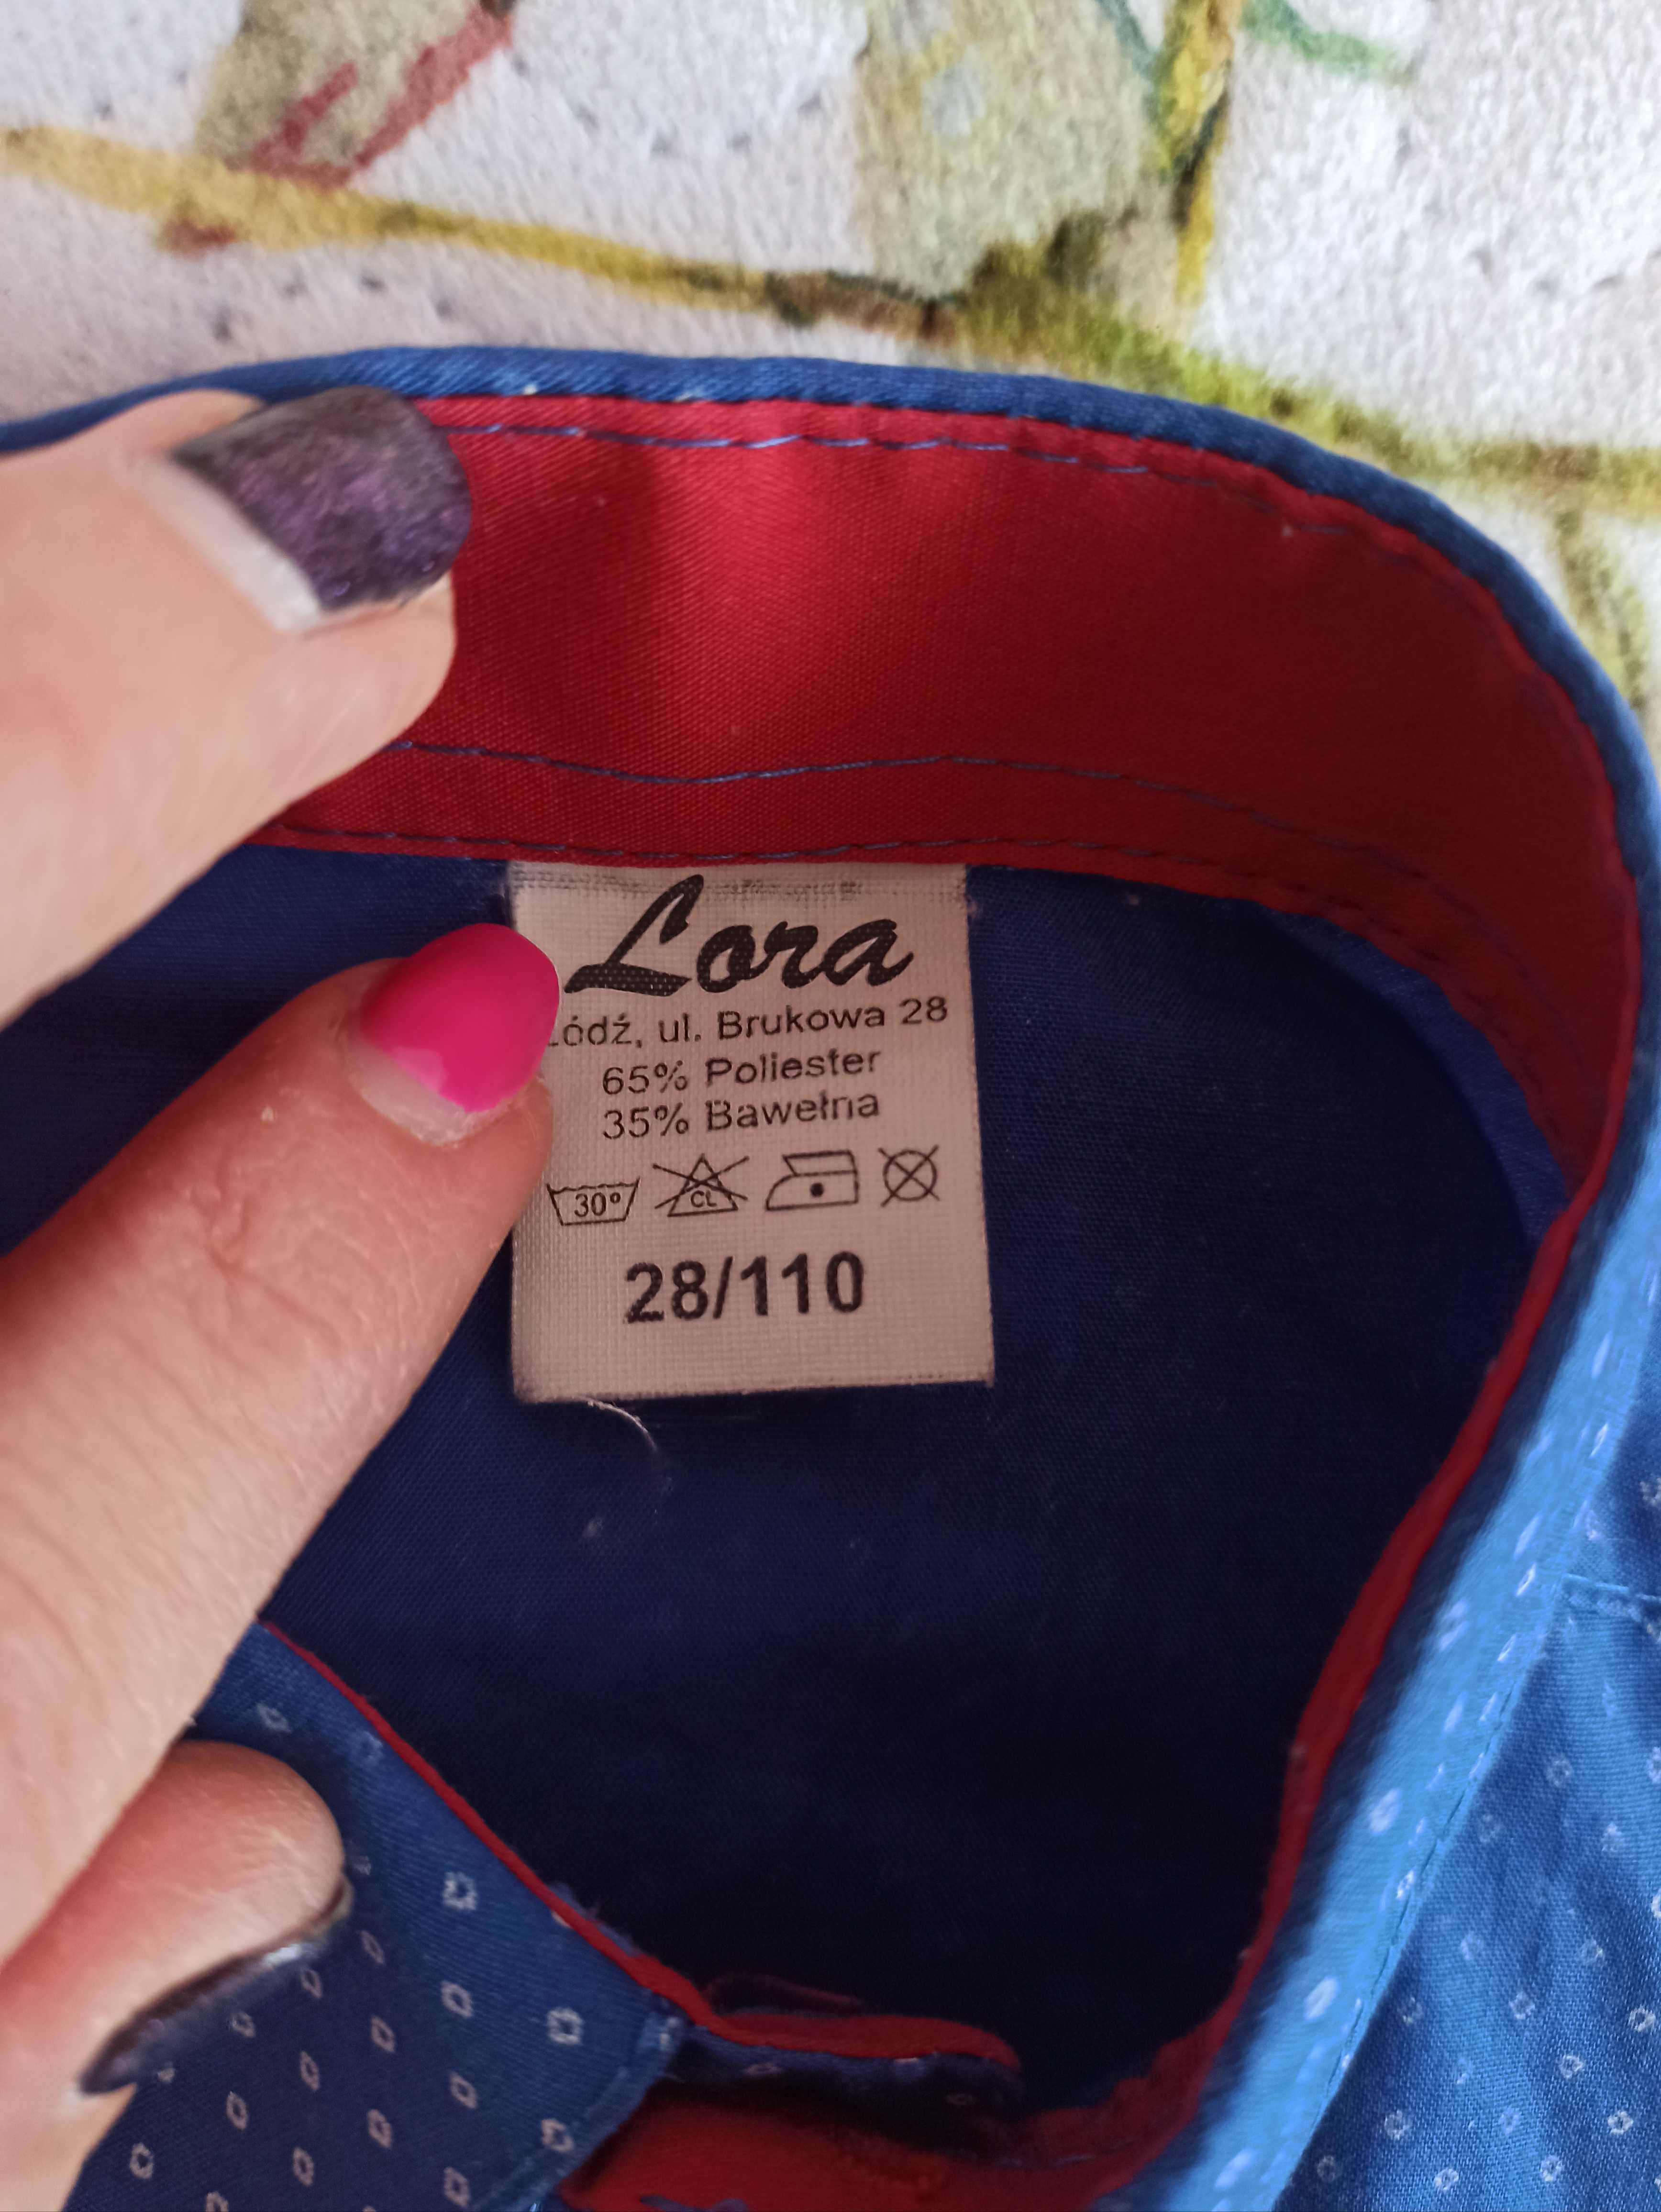 Lora
Łódź, ul. Brukowa 28
65% Poliester
35% Bawełna
30° CL
28/110